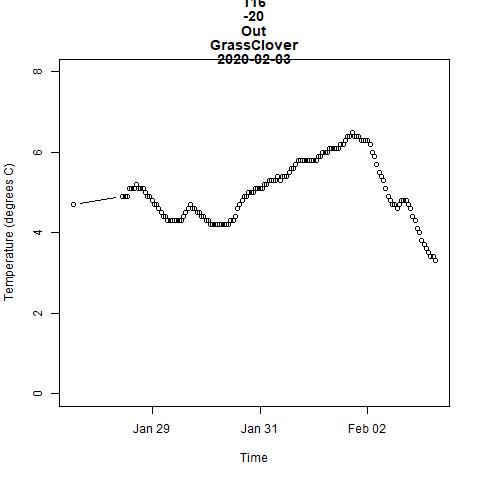 T16
-20
Out
GrassClover
2020-02-03
8
6
4
2
0
Temperature (degrees C)
Jan 29 Jan 31 Feb 02
Time